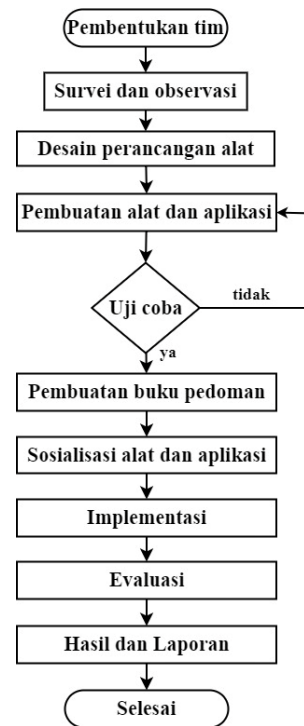 Pembentukan tim
Survei dan observasi
Desain perancangan alat
Pembuatan alat dan aplikasi
Uji coba
tidak
ya
Pembuatan buku pedoman
Sosialisasi alat dan aplikasi
Implementasi
Evaluasi
Hasil dan Laporan
Selesai